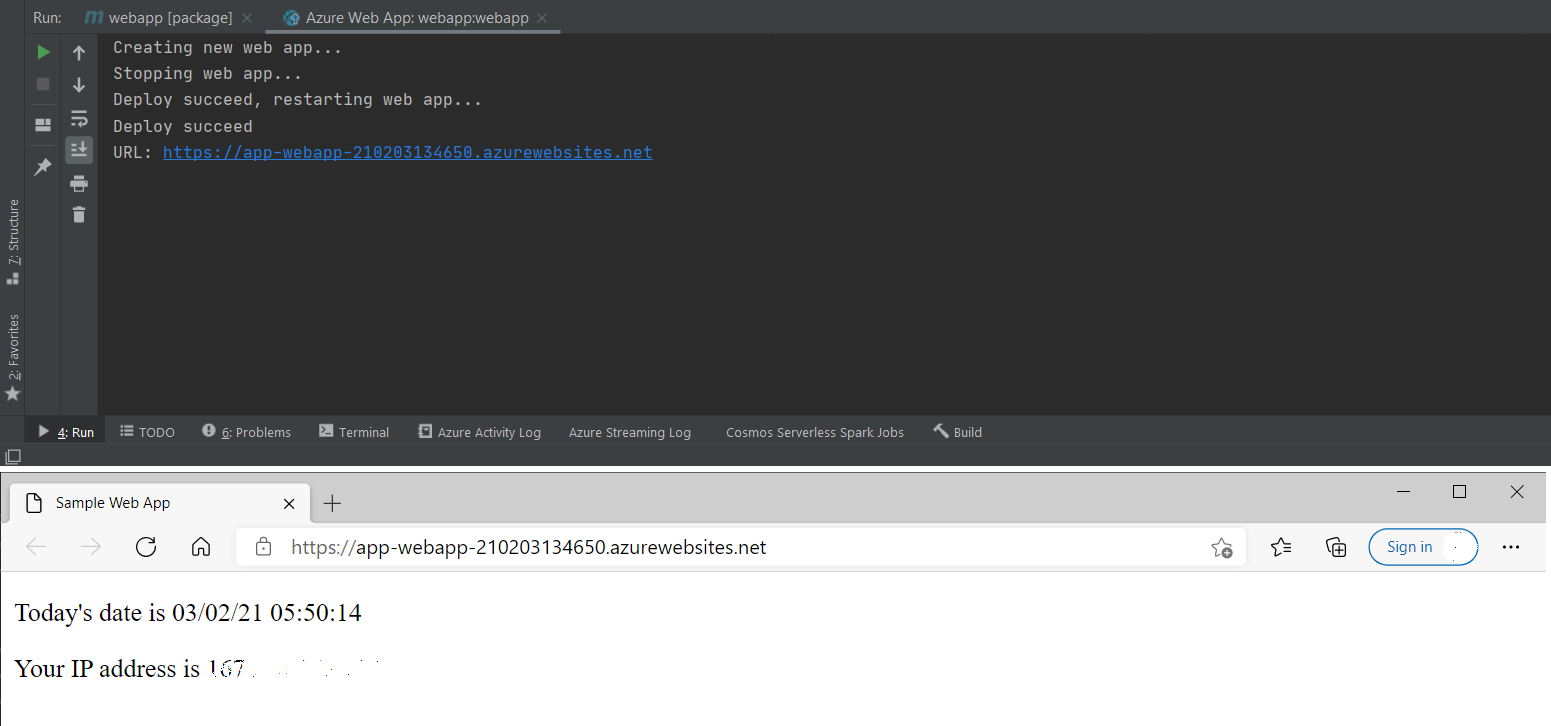 Run: m webapp [package] Azure Web App: webapp:webapp
Creating new web app...
Stopping web app...
Deploy succeed, restarting web app...
Deploy succeed
URL: https://app-webapp-210203134650.azurewebsites.net
7: Structure
2: Favorites
4: Run TODO 6: Problems Terminal Azure Activity Log Azure Streaming Log Cosmos Serverless Spark Jobs Build
Sample Web App
https://app-webapp-210203134650.azurewebsites.net Sign in
Today's date is 03/02/21 05:50:14
Your IP address is 167